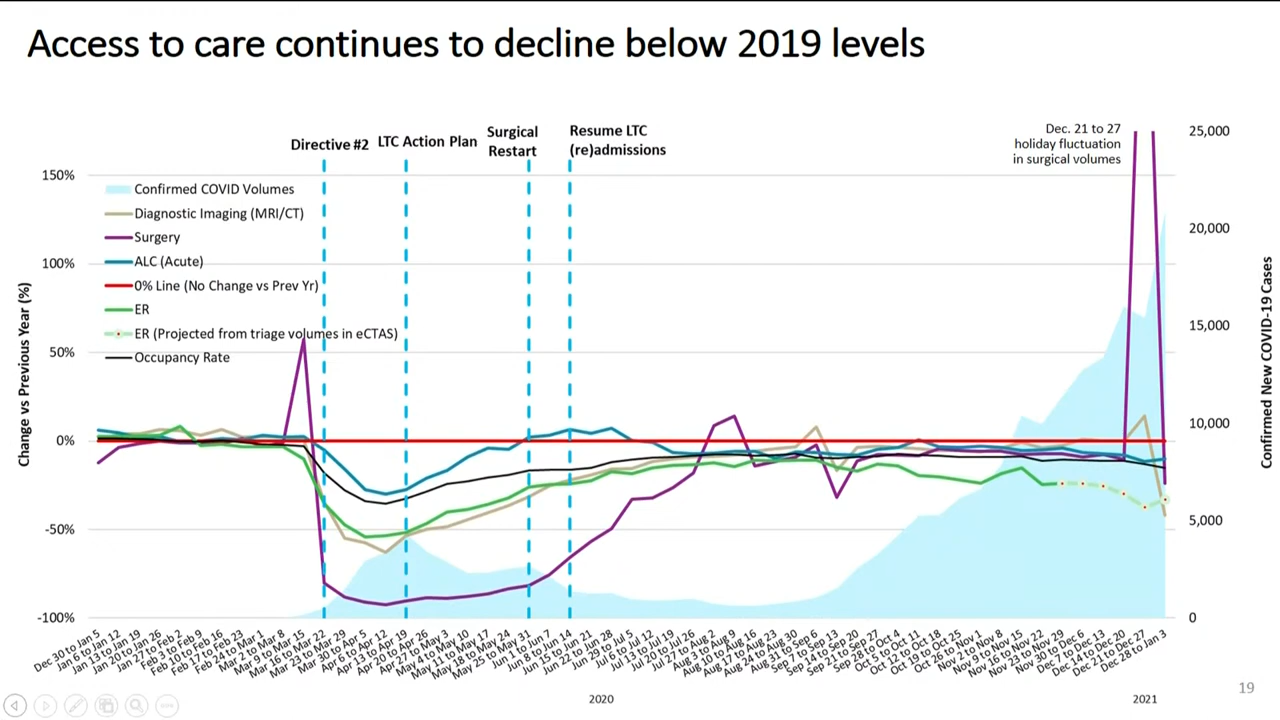 Access to care continues to decline below 2019 levels
Directive #2
LTC Action Plan
Surgical
Restart
Resume LTC
(re)admissions
Dec. 21 to 27
holiday fluctuation
in surgical volumes
Change vs Previous Year (%)
150%
100%
50%
0%
-50%
-100%
Confirmed COVID Volumes
Diagnostic Imaging (MRI/CT)
Surgery
ALC (Acute)
0% Line (No Change vs Prev Yr)
ER
ER (Projected from triage volumes in eCTAS)
Occupancy Rate
25,000
20,000
15,000
10,000
5,000
0
Confirmed New COVID-19 Cases
Dec 30 to Jan 5
Jan 6 to Jan 12
Jan 13 to Jan 19
Jan 20 to Jan 26
Jan 27 to Feb 2
Feb 3 to Feb 9
Feb 10 to Feb 16
Feb 17 to Feb 23
Feb 24 to Mar 1
Mar 2 to Mar 8
Mar 9 to Mar 15
Mar 16 to Mar 22
Mar 23 to Mar 29
Mar 30 to Apr 5
Apr 6 to Apr 12
Apr 13 to Apr 19
Apr 20 to Apr 26
Apr 27 to May 3
May 4 to May 10
May 11 to May 17
May 18 to May 24
May 25 to May 31
Jun 1 to Jun 7
Jun 8 to Jun 14
Jun 15 to Jun 21
Jun 22 to Jun 28
Jun 29 to Jul 5
Jul 6 to Jul 12
Jul 13 to Jul 19
Jul 20 to Jul 26
Jul 27 to Aug 2
Aug 3 to Aug 9
Aug 10 to Aug 16
Aug 17 to Aug 23
Aug 24 to Aug 30
Aug 31 to Sep 6
Sep 7 to Sep 13
Sep 14 to Sep 20
Sep 21 to Sep 27
Sep 28 to Oct 4
Oct 5 to Oct 11
Oct 12 to Oct 18
Oct 19 to Oct 25
Oct 26 to Nov 1
Nov 2 to Nov 8
Nov 9 to Nov 15
Nov 16 to Nov 22
Nov 23 to Nov 29
Nov 30 to Dec 6
Dec 7 to Dec 13
Dec 14 to Dec 20
Dec 21 to Dec 27
Dec 28 to Jan 3
2020
2021
19